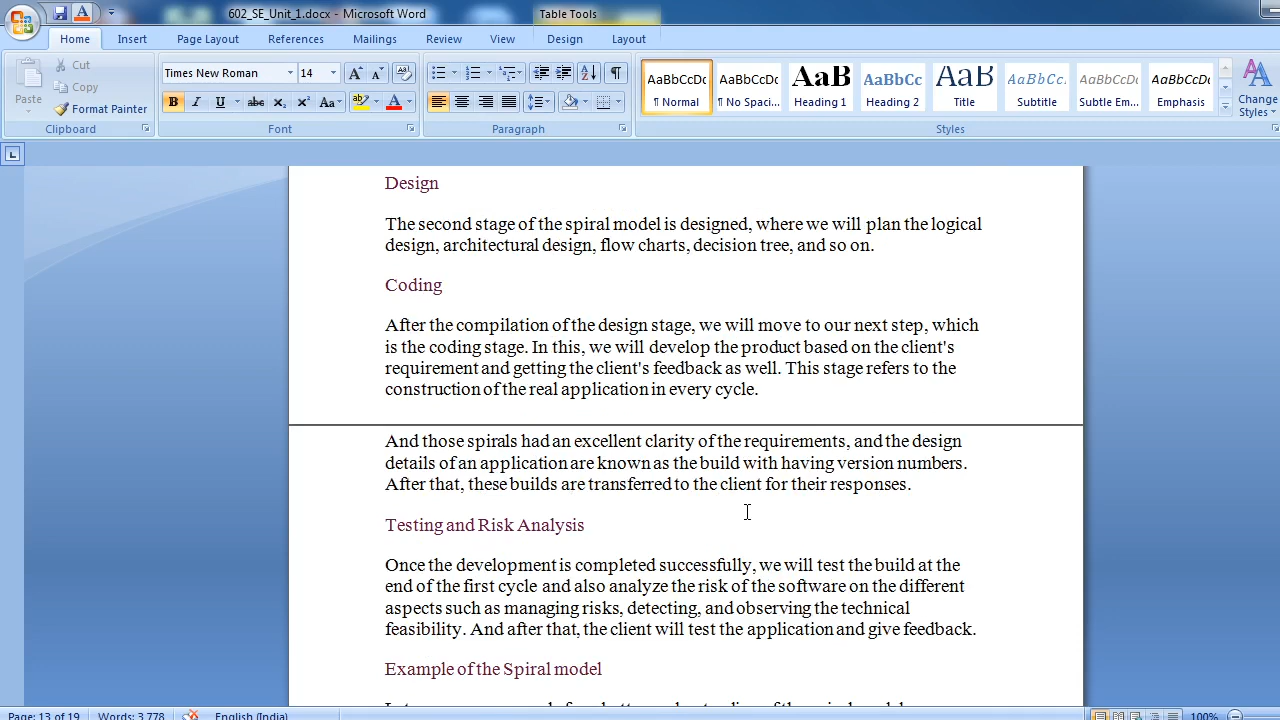 602_SE_Unit_1.docx - Microsoft Word
Table Tools
Home
Insert
Page Layout
References
Mailings
Review
View
Design
Layout
Paste
Cut
Copy
Format Painter
Clipboard
Times New Roman
14
Font
Paragraph
AaBbCcDc
¶ Normal
AaBbCcDc
¶ No Spaci...
AaB
Heading 1
AaBbCc
Heading 2
AaB
Title
AaBbCc.
Subtitle
AaBbCcDc
Subtle Em...
AaBbCcDc
Emphasis
Change
Styles
Styles
Design
The second stage of the spiral model is designed, where we will plan the logical
design, architectural design, flow charts, decision tree, and so on.
Coding
After the compilation of the design stage, we will move to our next step, which
is the coding stage. In this, we will develop the product based on the client's
requirement and getting the client's feedback as well. This stage refers to the
construction of the real application in every cycle.
And those spirals had an excellent clarity of the requirements, and the design
details of an application are known as the build with having version numbers.
After that, these builds are transferred to the client for their responses.
Testing and Risk Analysis
Once the development is completed successfully, we will test the build at the
end of the first cycle and also analyze the risk of the software on the different
aspects such as managing risks, detecting, and observing the technical
feasibility. And after that, the client will test the application and give feedback.
Example of the Spiral model
Page: 13 of 19
Words: 3,778
English (India)
100%